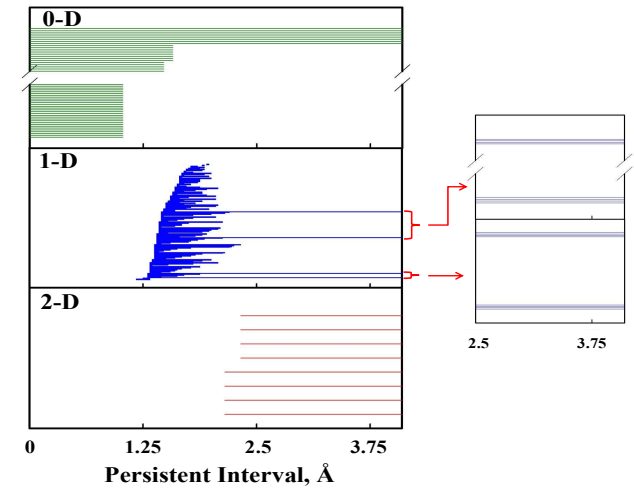 0-D
1-D
2-D
0 1.25 2.5 3.75
Persistent Interval, Å
2.5 3.75